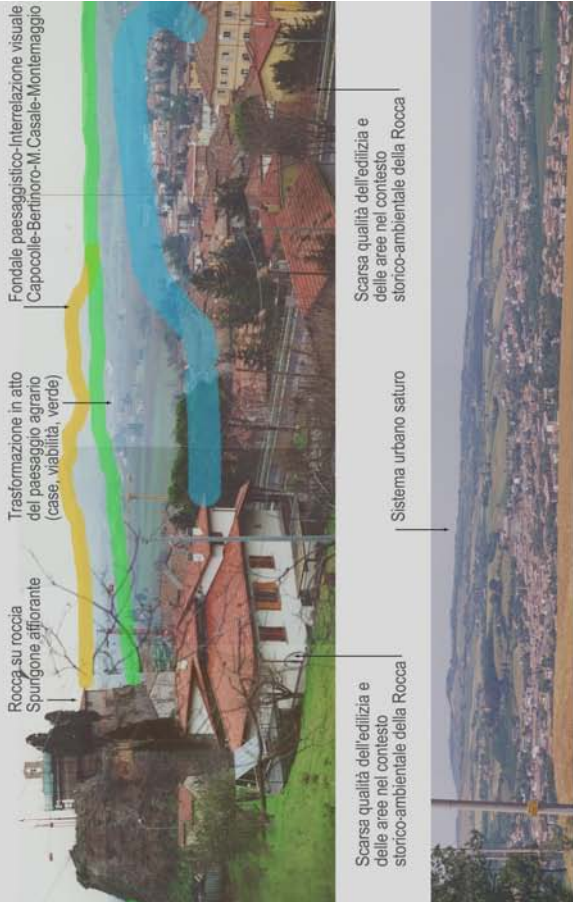 Rocca su roccia
Spungone affiorante
Trasformazione in atto
del paesaggio agrario
(case, viabilità, verde)
Fondale paesaggistico-Interrelazione visuale
Capocolle-Bertinoro-M.Casale-Montemaggio
Scarsa qualità dell'edilizia e
delle aree nel contesto
storico-ambientale della Rocca
Sistema urbano saturo
Scarsa qualità dell'edilizia e
delle aree nel contesto
storico-ambientale della Rocca